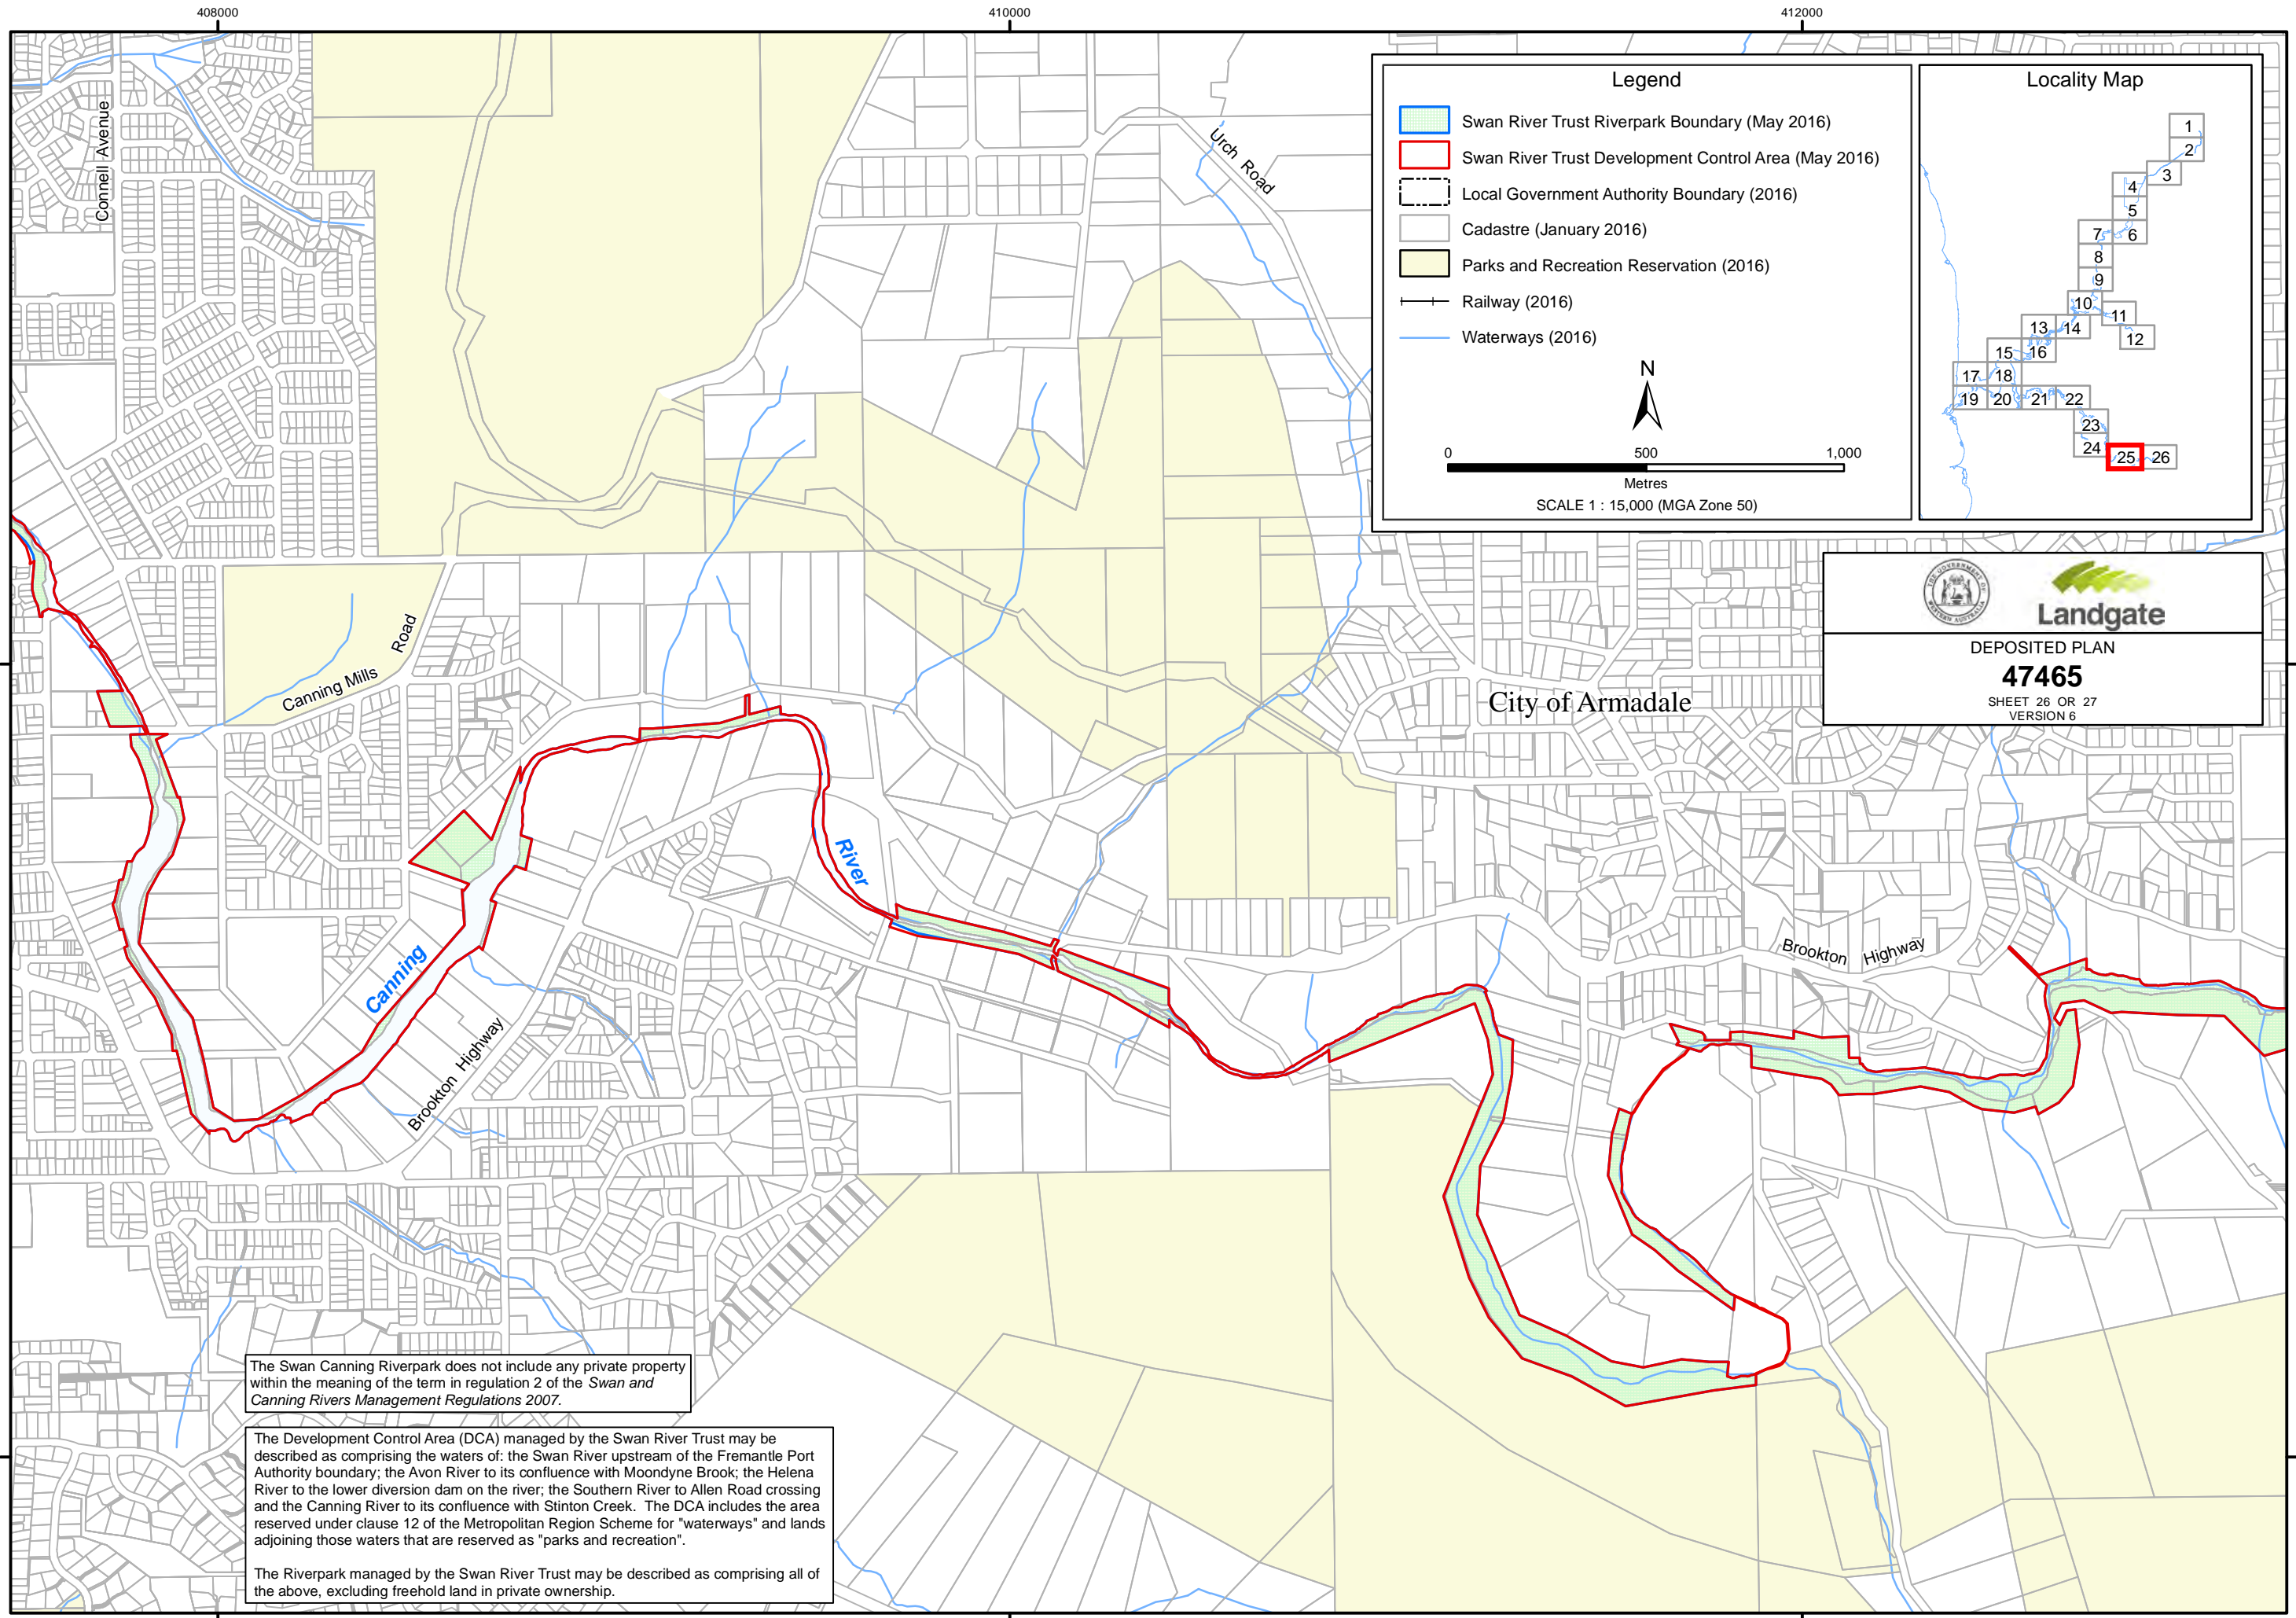 408000
410000
412000
Connell Avenue
Urch Road
Legend
Swan River Trust Riverpark Boundary (May 2016)
Swan River Trust Development Control Area (May 2016)
Local Government Authority Boundary (2016)
Cadastre (January 2016)
Parks and Recreation Reservation (2016)
Railway (2016)
Waterways (2016)
N
0 500 1,000
Metres
SCALE 1 : 15,000 (MGA Zone 50)
Locality Map
1
2
3
4
5
7 6
8
9
10
11
13 14
12
15 16
17 18
19 20 21 22
23
24
25 26
THE GOVERNMENT OF
WESTERN AUSTRALIA
Landgate
DEPOSITED PLAN
47465
SHEET 26 OR 27
VERSION 6
Canning Mills Road
City of Armadale
River
Canning
Brookton Highway
Brookton Highway
The Swan Canning Riverpark does not include any private property
within the meaning of the term in regulation 2 of the Swan and
Canning Rivers Management Regulations 2007.
The Development Control Area (DCA) managed by the Swan River Trust may be
described as comprising the waters of: the Swan River upstream of the Fremantle Port
Authority boundary; the Avon River to its confluence with Moondyne Brook; the Helena
River to the lower diversion dam on the river; the Southern River to Allen Road crossing
and the Canning River to its confluence with Stinton Creek. The DCA includes the area
reserved under clause 12 of the Metropolitan Region Scheme for "waterways" and lands
adjoining those waters that are reserved as "parks and recreation".
The Riverpark managed by the Swan River Trust may be described as comprising all of
the above, excluding freehold land in private ownership.